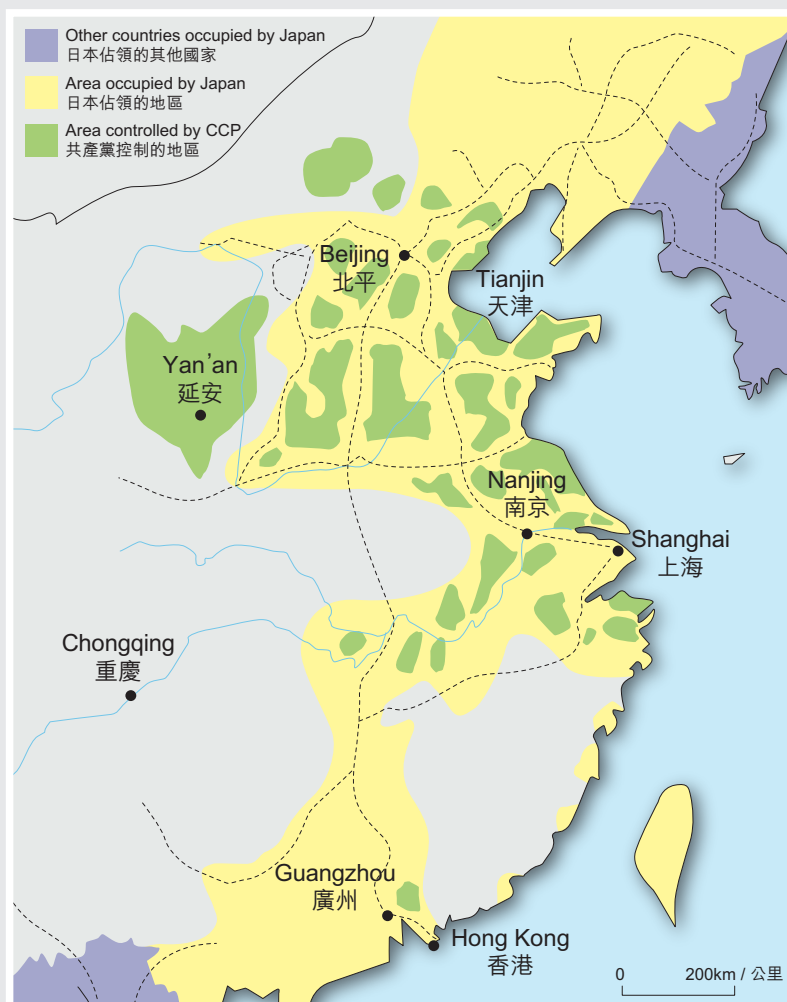 Other countries occupied by Japan
日本佔領的其他國家
Area occupied by Japan
日本佔領的地區
Area controlled by CCP
共產黨控制的地區
Beijing
北平
Tianjin
天津
Yan'an
延安
Nanjing
南京
Shanghai
上海
Chongqing
重慶
Guangzhou
廣州
Hong Kong
香港
0 200km / 公里